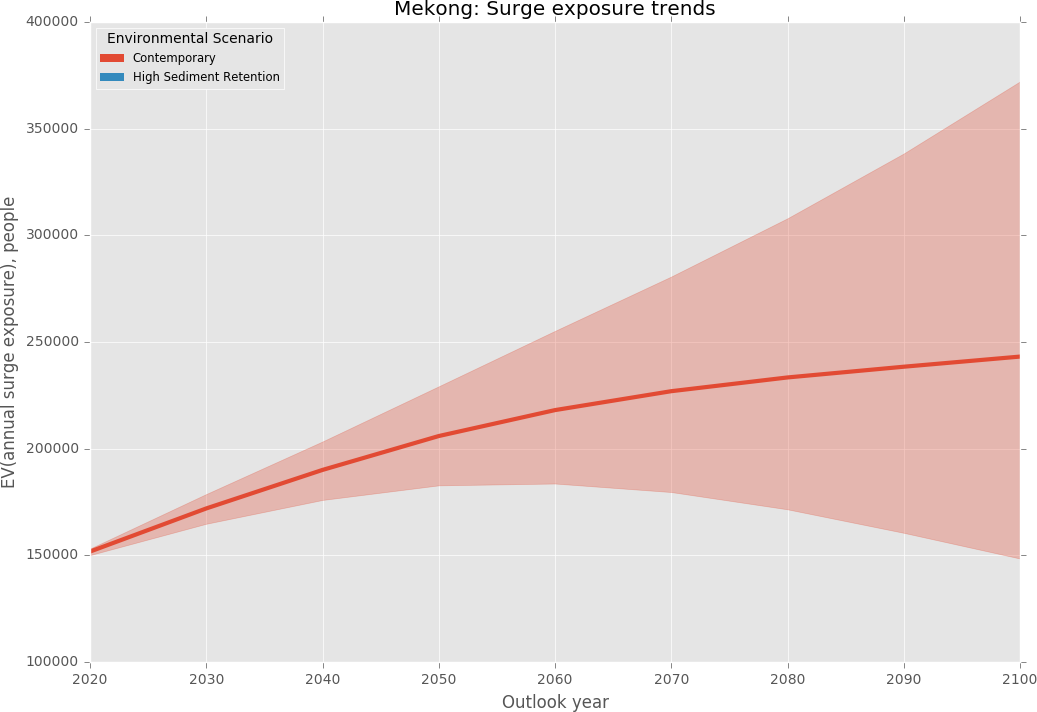 Mekong: Surge exposure trends
Environmental Scenario
Contemporary
High Sediment Retention
EV(annual surge exposure), people
400000
350000
300000
250000
200000
150000
100000
2020 2030 2040 2050 2060 2070 2080 2090 2100
Outlook year